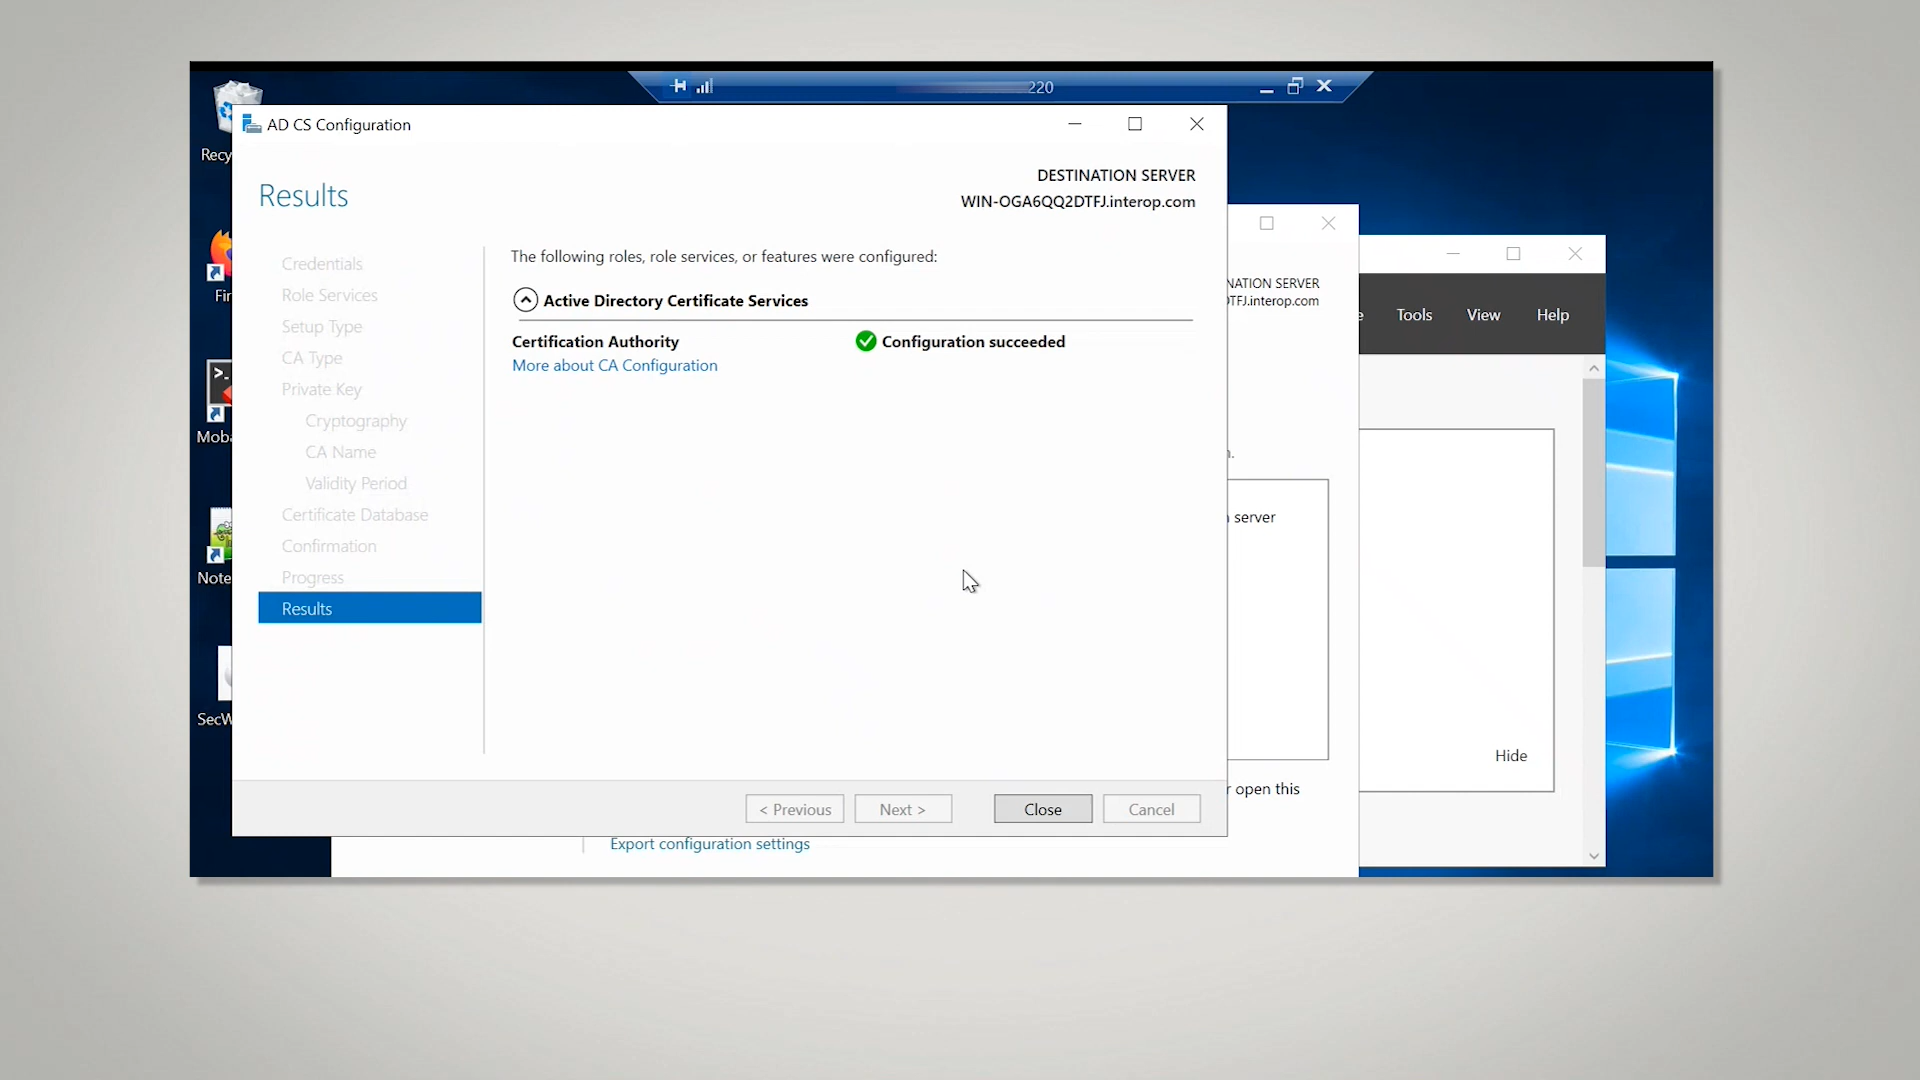 220
Recy
AD CS Configuration
Results
DESTINATION SERVER
WIN-OGA6QQ2DTFJ.interop.com
Credentials
Role Services
Setup Type
CA Type
Private Key
Cryptography
CA Name
Validity Period
Certificate Database
Confirmation
Progress
Results
The following roles, role services, or features were configured:
Active Directory Certificate Services
Certification Authority
Configuration succeeded
More about CA Configuration
< Previous
Next >
Close
Cancel
Fir
Moba
Note
SecW
NATION SERVER
TFJ.interop.com
server
r open this
Export configuration settings
e
Tools
View
Help
Hide